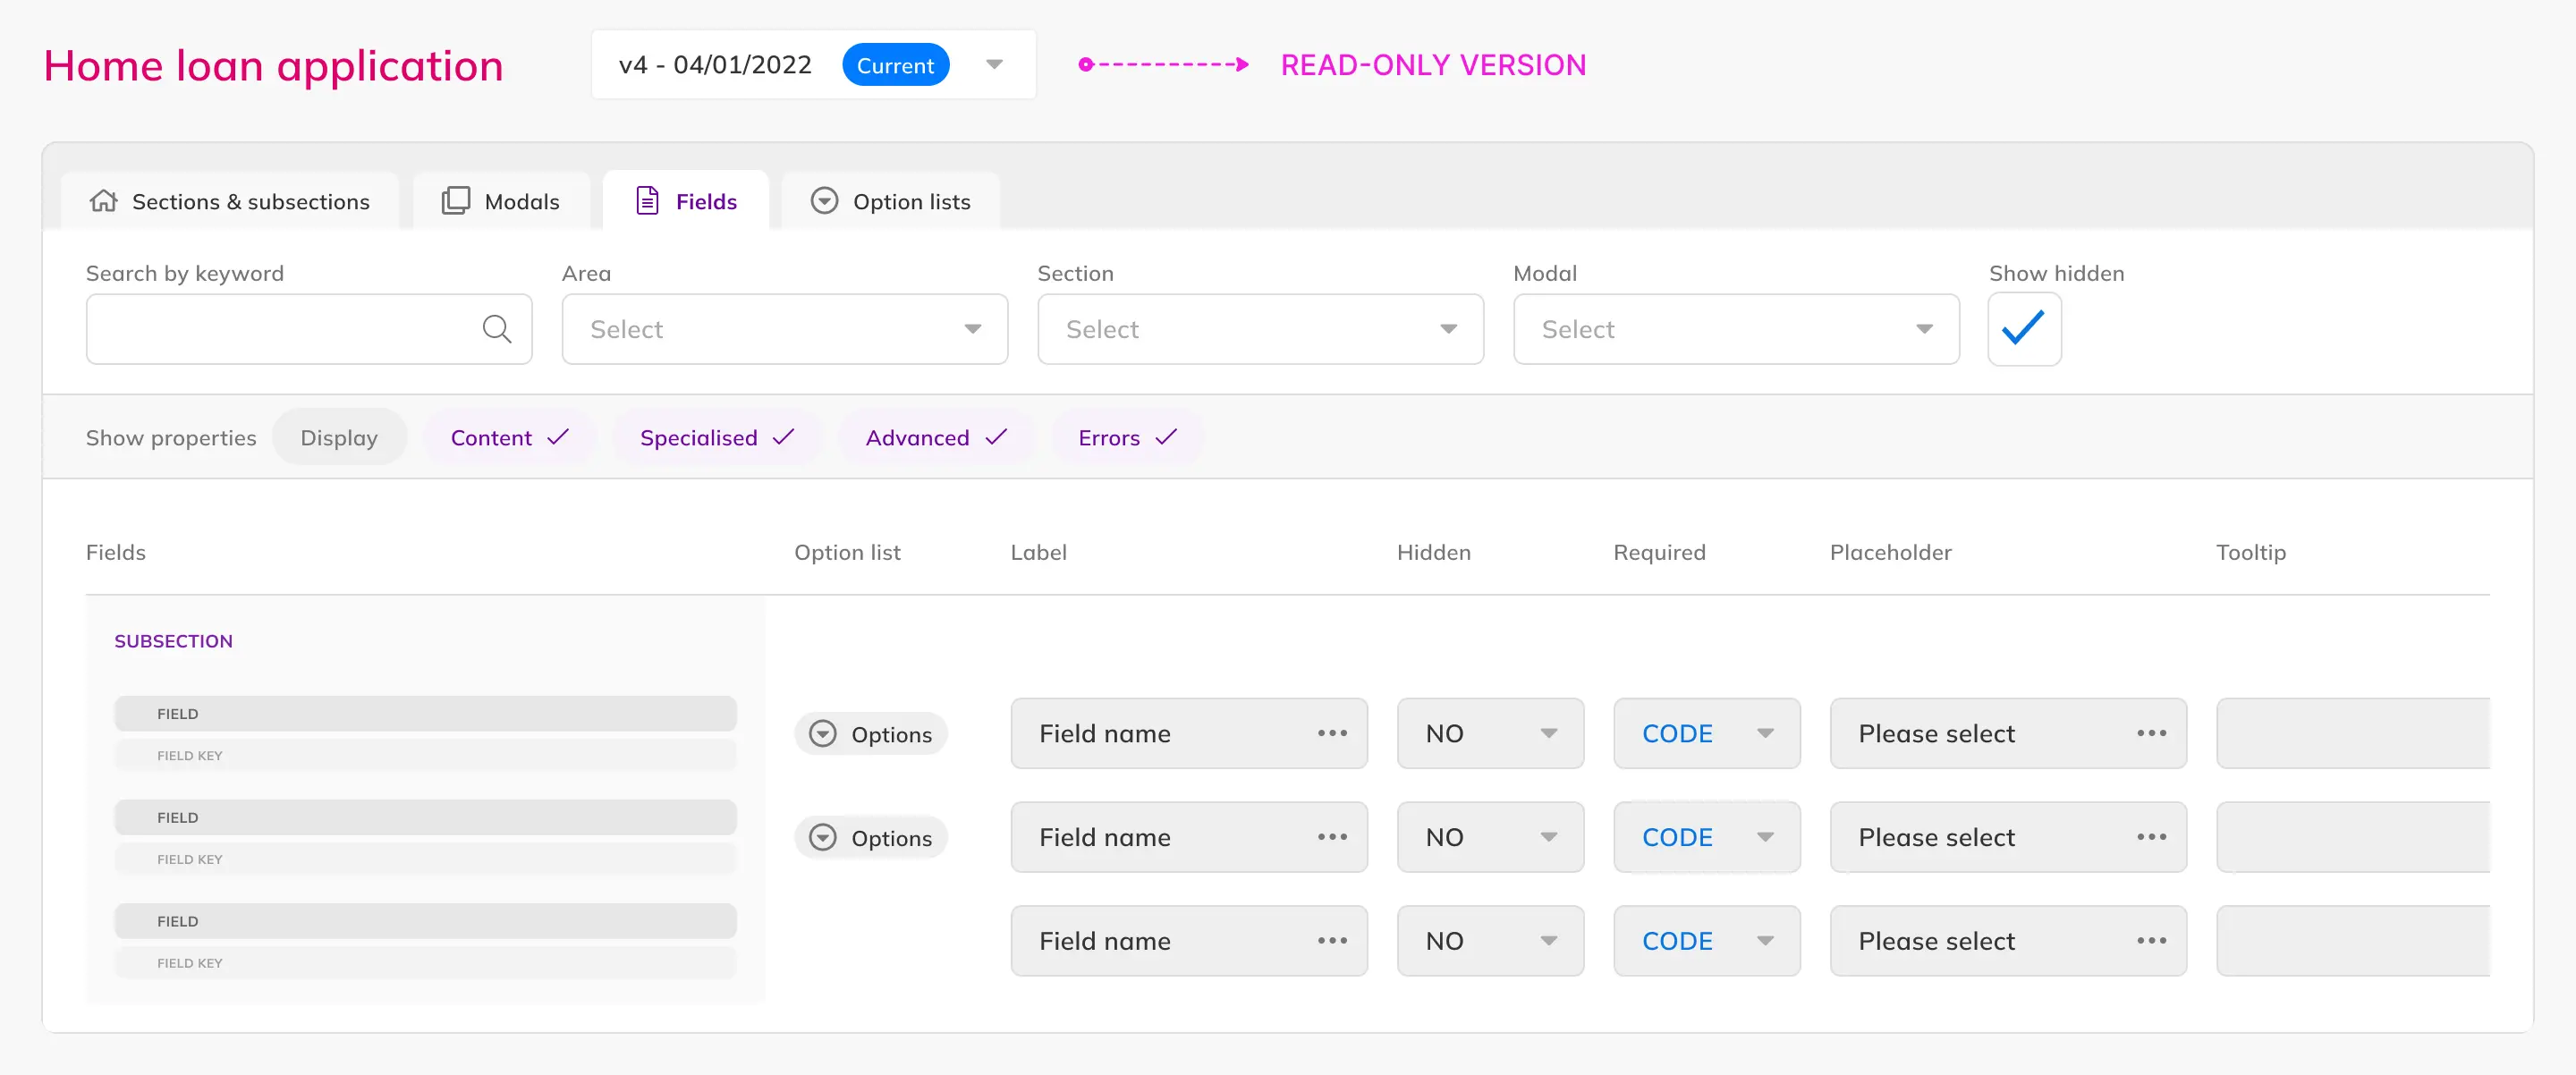 Home loan application
v4 - 04/01/2022 Current
READ-ONLY VERSION
Sections & subsections Modals Fields Option lists
Search by keyword Area Section Modal Show hidden
Select Select Select
Show properties Display Content Specialised Advanced Errors
Fields Option list Label Hidden Required Placeholder Tooltip
SUBSECTION
FIELD
FIELD KEY
Options Field name NO CODE Please select
FIELD
FIELD KEY
Options Field name NO CODE Please select
FIELD
FIELD KEY
Field name NO CODE Please select